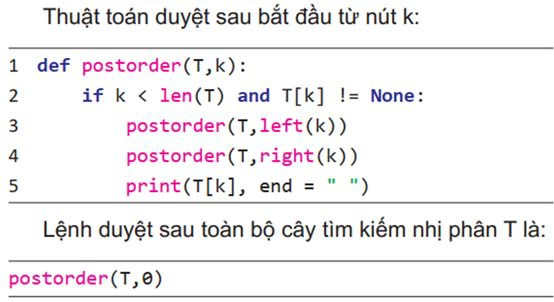 Thuật toán duyệt sau bắt đầu từ nút k:
1 def postorder(T,k):
2     if k < len(T) and T[k] != None:
3         postorder(T,left(k))
4         postorder(T,right(k))
5         print(T[k], end = " ")
Lệnh duyệt sau toàn bộ cây tìm kiếm nhị phân T là:
postorder(T,0)